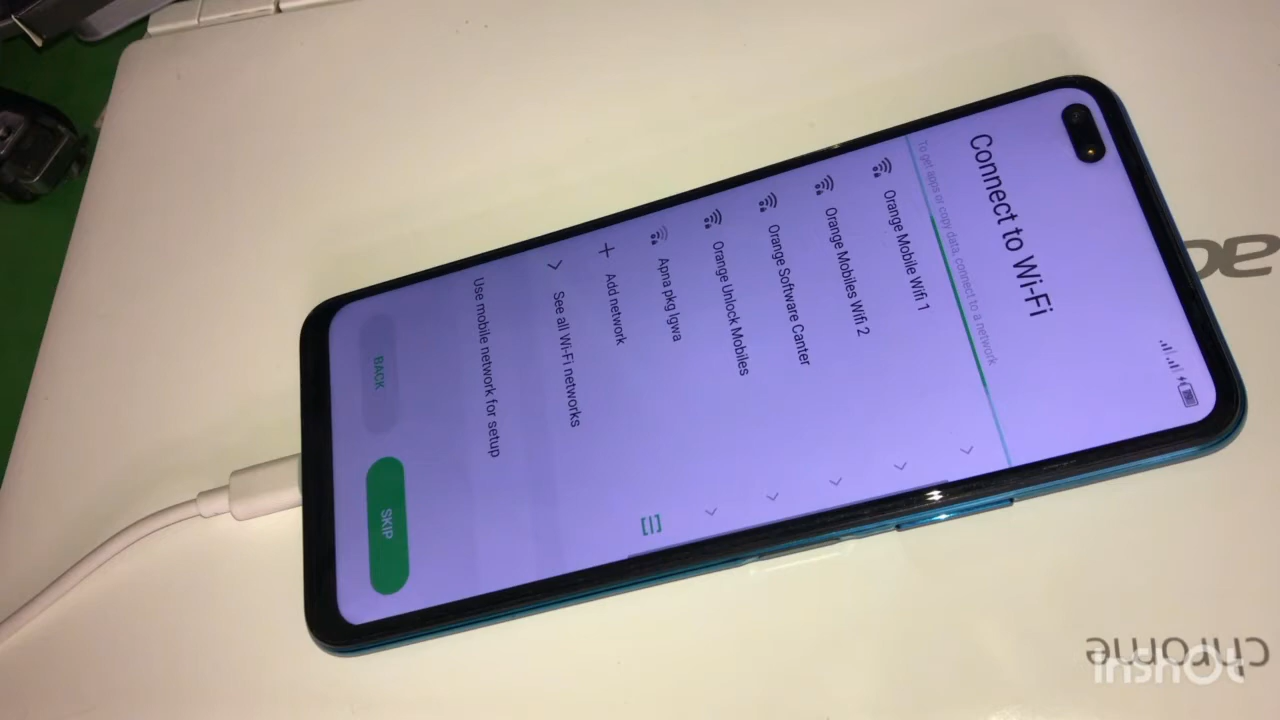 Connect to Wi-Fi
To get apps or copy data, connect to a network
Orange Mobile Wifi 1
Orange Mobiles Wifi 2
Orange Software Canter
Orange Unlock Mobiles
Apna pkg lgwa
Add network
See all Wi-Fi networks
Use mobile network for setup
BACK
SKIP
chrome
InShOt